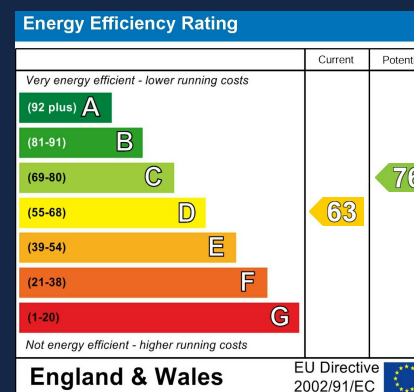 Energy Efficiency Rating
Current
Very energy efficient - lower running costs
(92 plus) A
(81-91) B
(69-80) C
76
(55-68) D
63
(39-54) E
(21-38) F
(1-20) G
Not energy efficient - higher running costs
England & Wales
EU Directive
2002/91/EC